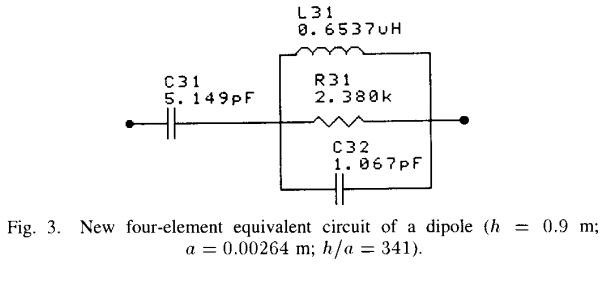 L31
0.6537uH
C31
5.149pF
R31
2.380k
C32
1.067pF
Fig. 3. New four-element equivalent circuit of a dipole (h = 0.9 m;
a = 0.00264 m; h/a = 341).